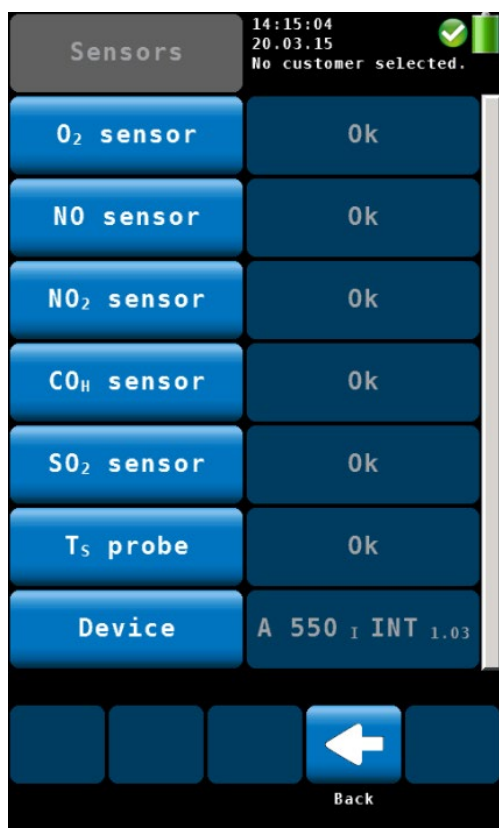 Sensors
14:15:04
20.03.15
No customer selected.
O₂ sensor Ok
NO sensor Ok
NO₂ sensor Ok
COH sensor Ok
SO₂ sensor Ok
TS probe Ok
Device A 550 I INT 1.03
Back